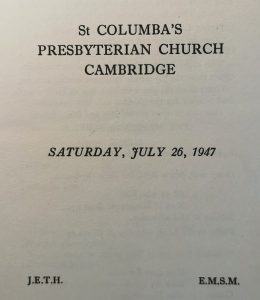 St COLUMBA'S
PRESBYTERIAN CHURCH
CAMBRIDGE
SATURDAY, JULY 26, 1947
J.E.T.H. E.M.S.M.